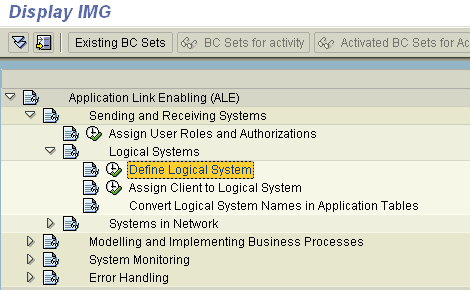 Display IMG
Existing BC Sets BC Sets for activity Activated BC Sets for Ac
Application Link Enabling (ALE)
Sending and Receiving Systems
Assign User Roles and Authorizations
Logical Systems
Define Logical System
Assign Client to Logical System
Convert Logical System Names in Application Tables
Systems in Network
Modelling and Implementing Business Processes
System Monitoring
Error Handling